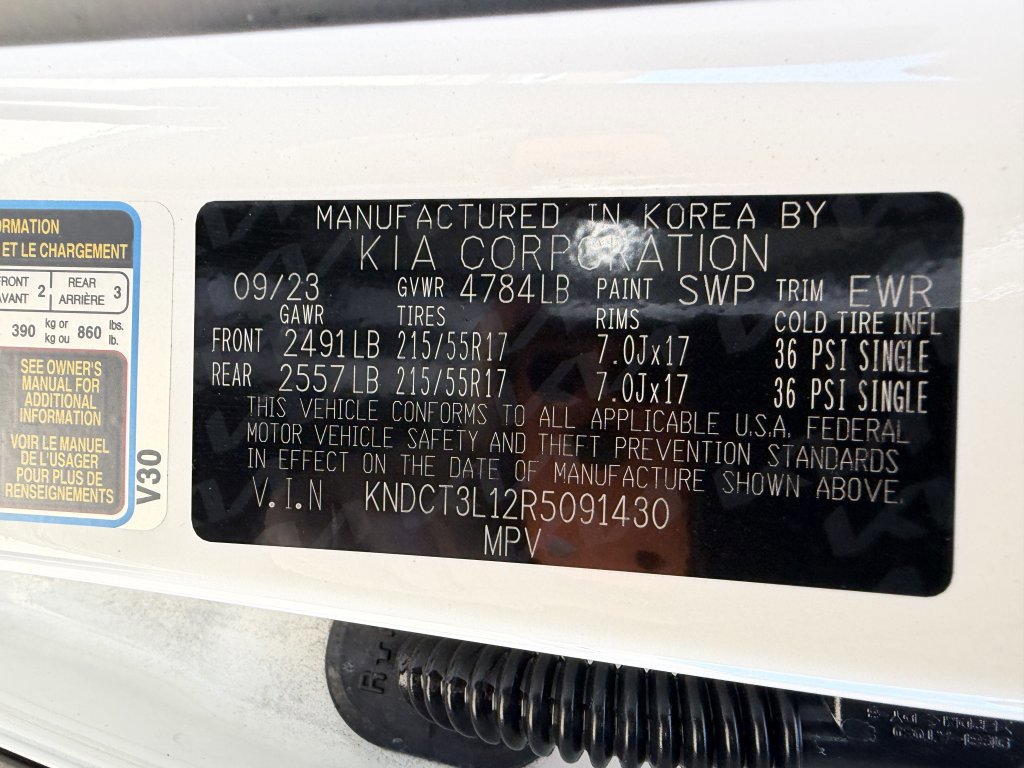 ORMATION
ET LE CHARGEMENT
FRONT 2 REAR 3
AVANT ARRIÈRE
390 kg or 860 lbs.
kg ou lb.
SEE OWNER'S
MANUAL FOR
ADDITIONAL
INFORMATION
VOIR LE MANUEL
DE L'USAGER
POUR PLUS DE
RENSEIGNEMENTS
V30
MANUFACTURED IN KOREA BY
KIA CORPORATION
09/23 GVWR 4784LB PAINT SWP TRIM EWR
GAWR TIRES RIMS COLD TIRE INFL
FRONT 2491LB 215/55R17 7.0Jx17 36 PSI SINGLE
REAR 2557LB 215/55R17 7.0Jx17 36 PSI SINGLE
THIS VEHICLE CONFORMS TO ALL APPLICABLE U.S.A. FEDERAL
MOTOR VEHICLE SAFETY AND THEFT PREVENTION STANDARDS
IN EFFECT ON THE DATE OF MANUFACTURE SHOWN ABOVE.
V.I.N KNDCT3L12R5091430
MPV